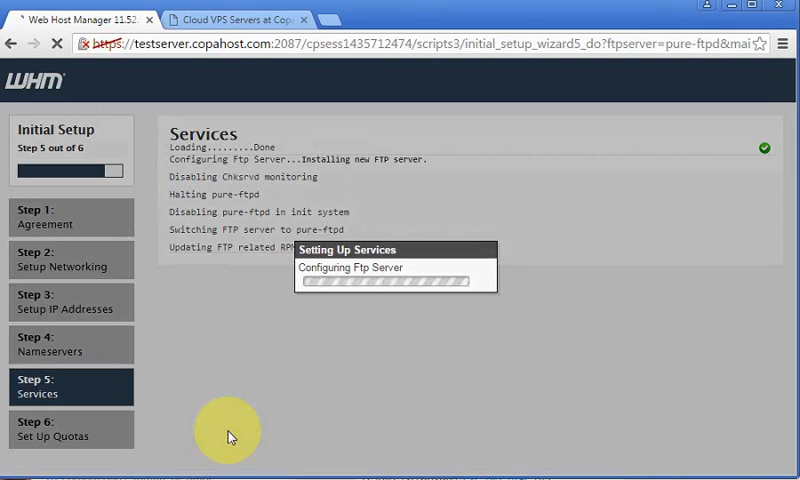 Web Host Manager 11.52.
Cloud VPS Servers at Copa
https://testserver.copahost.com:2087/cpsess1435712474/scripts3/initial_setup_wizard5_do?ftpserver=pure-ftpd&mai
WHM
Initial Setup
Step 5 out of 6
Step 1:
Agreement
Step 2:
Setup Networking
Step 3:
Setup IP Addresses
Step 4:
Nameservers
Step 5:
Services
Step 6:
Set Up Quotas
Services
Loading.........Done
Configuring Ftp Server...Installing new FTP server.
Disabling Chksrvd monitoring
Halting pure-ftpd
Disabling pure-ftpd in init system
Switching FTP server to pure-ftpd
Updating FTP related RPM
Setting Up Services
Configuring Ftp Server